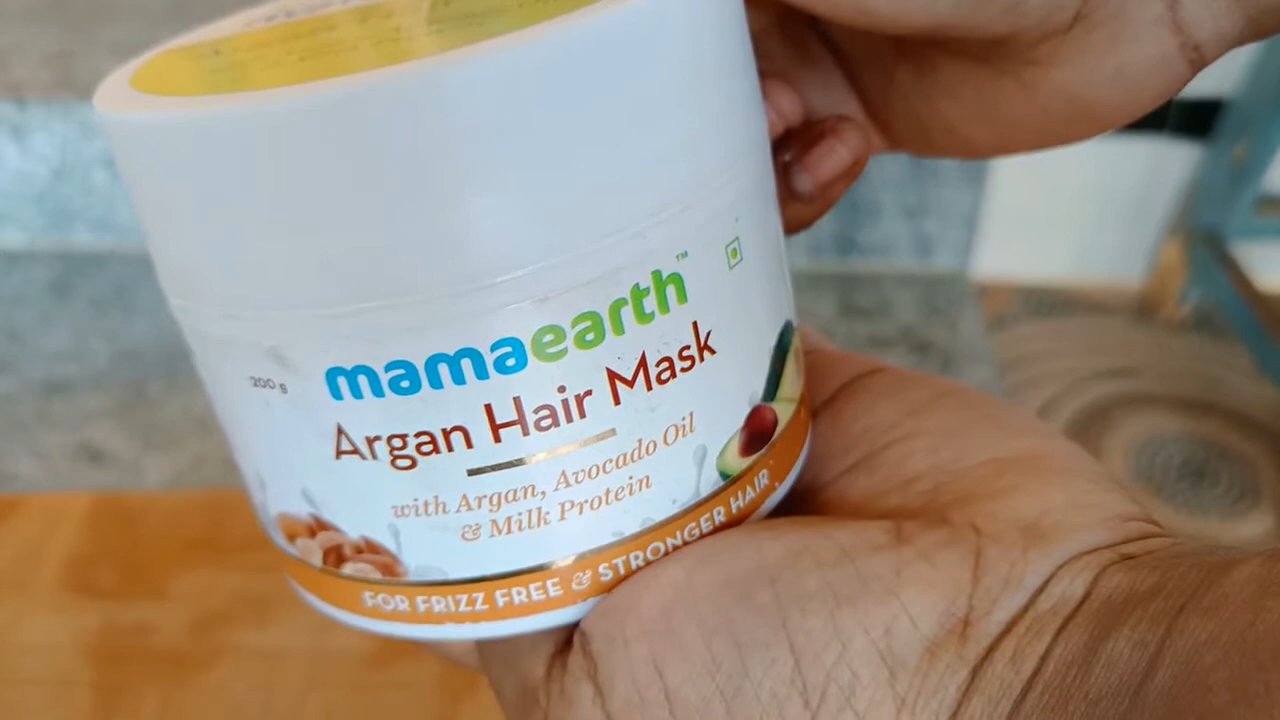 mamaearth™
200 g
Argan Hair Mask
with Argan, Avocado Oil
& Milk Protein
FOR FRIZZ FREE & STRONGER HAIR